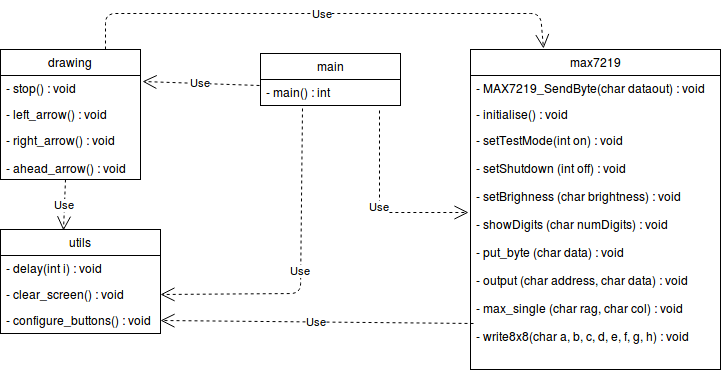 Use
drawing
- stop() : void
- left_arrow() : void
- right_arrow() : void
- ahead_arrow() : void
Use
main
- main() : int
max7219
- MAX7219_SendByte(char dataout) : void
- initialise() : void
- setTestMode(int on) : void
- setShutdown (int off) : void
- setBrighness (char brightness) : void
- showDigits (char numDigits) : void
- put_byte (char data) : void
- output (char address, char data) : void
- max_single (char rag, char col) : void
- write8x8(char a, b, c, d, e, f, g, h) : void
Use
Use
utils
- delay(int i) : void
- clear_screen() : void
- configure_buttons() : void
Use
Use